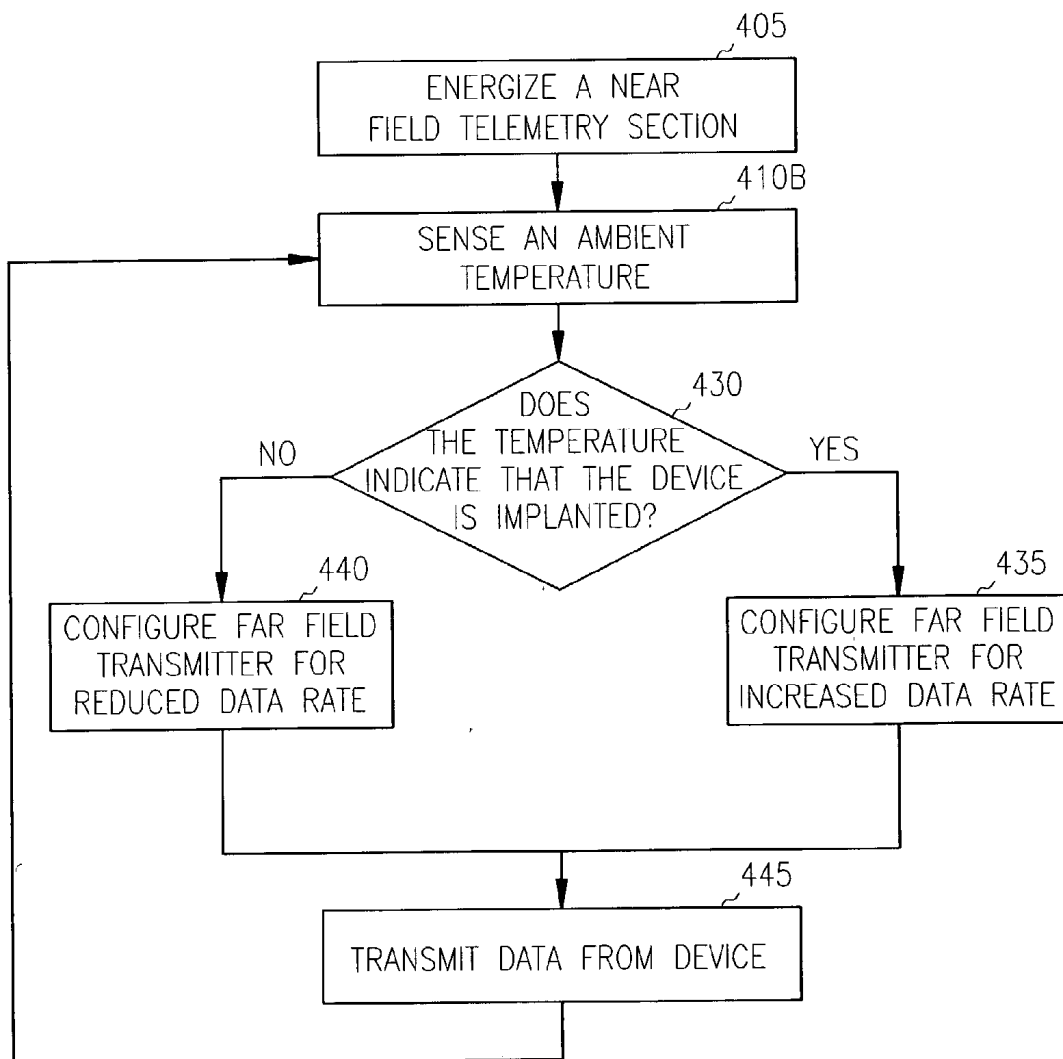 405
ENERGIZE A NEAR
FIELD TELEMETRY SECTION
410B
SENSE AN AMBIENT
TEMPERATURE
430
DOES
THE TEMPERATURE
INDICATE THAT THE DEVICE
IS IMPLANTED?
NO
YES
440
CONFIGURE FAR FIELD
TRANSMITTER FOR
REDUCED DATA RATE
435
CONFIGURE FAR FIELD
TRANSMITTER FOR
INCREASED DATA RATE
445
TRANSMIT DATA FROM DEVICE